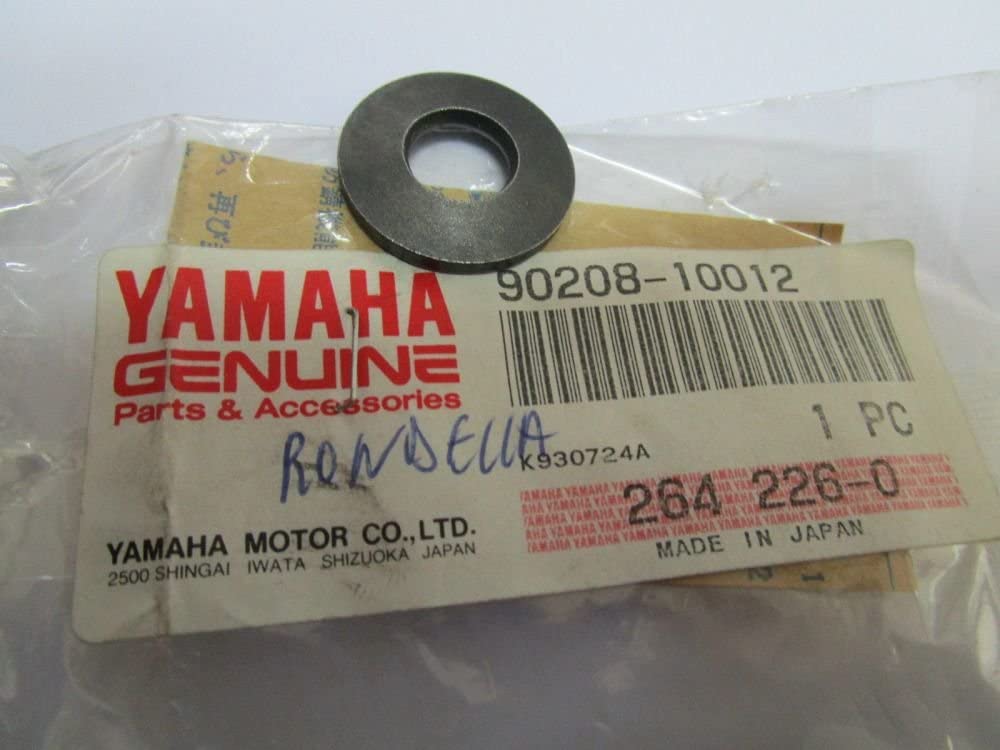 YAMAHA
GENUINE
Parts & Accessories
RONDELLA
YAMAHA MOTOR CO.,LTD.
2500 SHINGAI IWATA SHIZUOKA JAPAN
90208-10012
1 PC
K930724A
264 226-0
MADE IN JAPAN